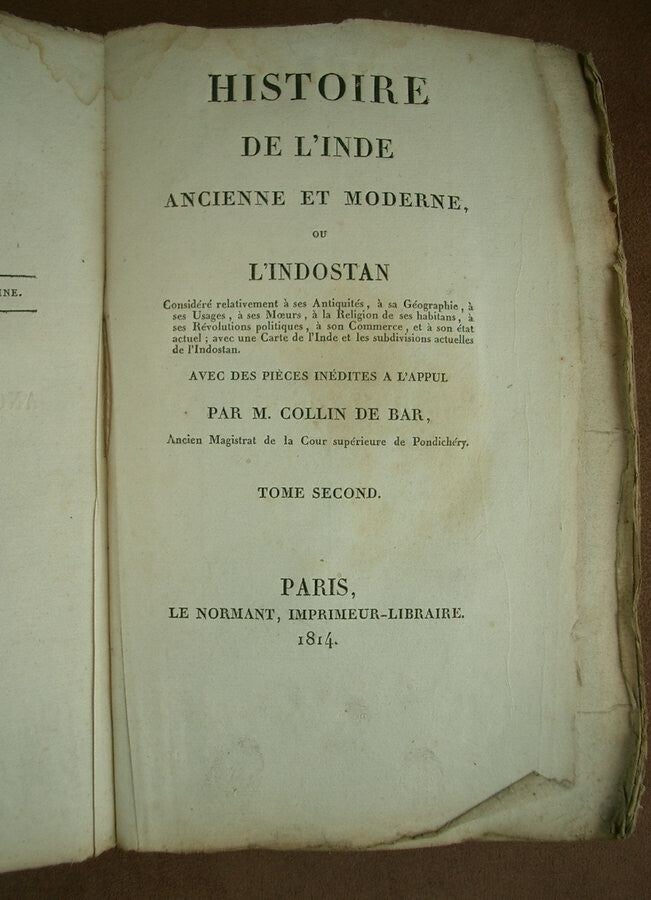 INE.
HISTOIRE
DE L'INDE
ANCIENNE ET MODERNE,
OU
L'INDOSTAN
Considéré relativement à ses Antiquités, à sa Géographie, à
ses Usages, à ses Mœurs, à la Religion de ses habitans, à
ses Révolutions politiques, à son Commerce, et à son état
actuel; avec une Carte de l'Inde et les subdivisions actuelles
de l'Indostan.
AVEC DES PIÈCES INÉDITES A L'APPUL
PAR M. COLLIN DE BAR,
Ancien Magistrat de la Cour supérieure de Pondichéry.
TOME SECOND.
PARIS,
LE NORMANT, IMPRIMEUR-LIBRAIRE.
1814.